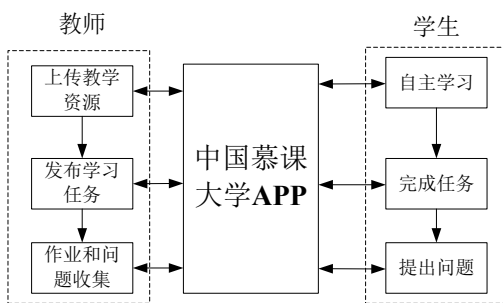 教师
学生
上传教学
资源
自主学习
中国慕课
大学APP
发布学习
任务
完成任务
作业和问
题收集
提出问题